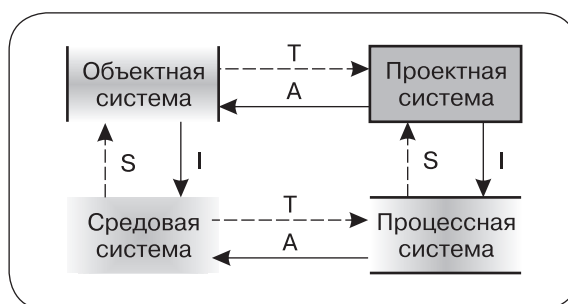 Объектная
система
T
A
Проектная
система
S
I
S
I
Средовая
система
T
A
Процессная
система